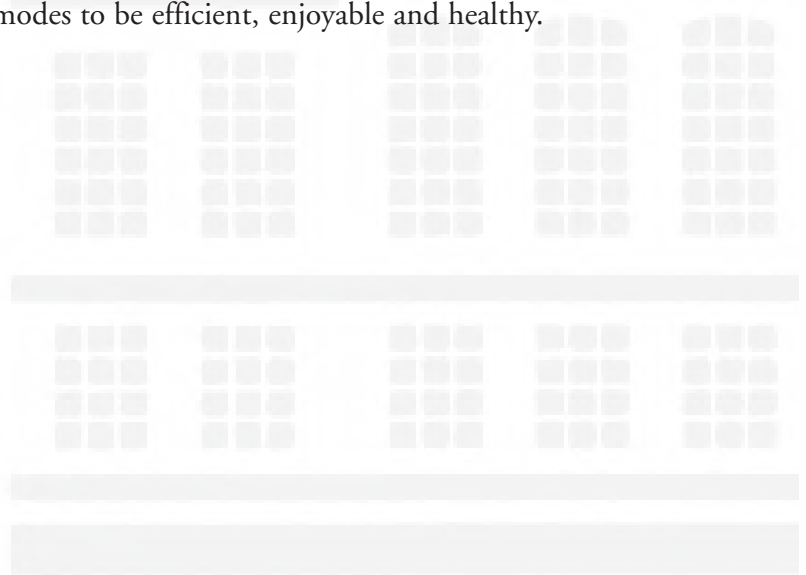 modes to be efficient, enjoyable and healthy.